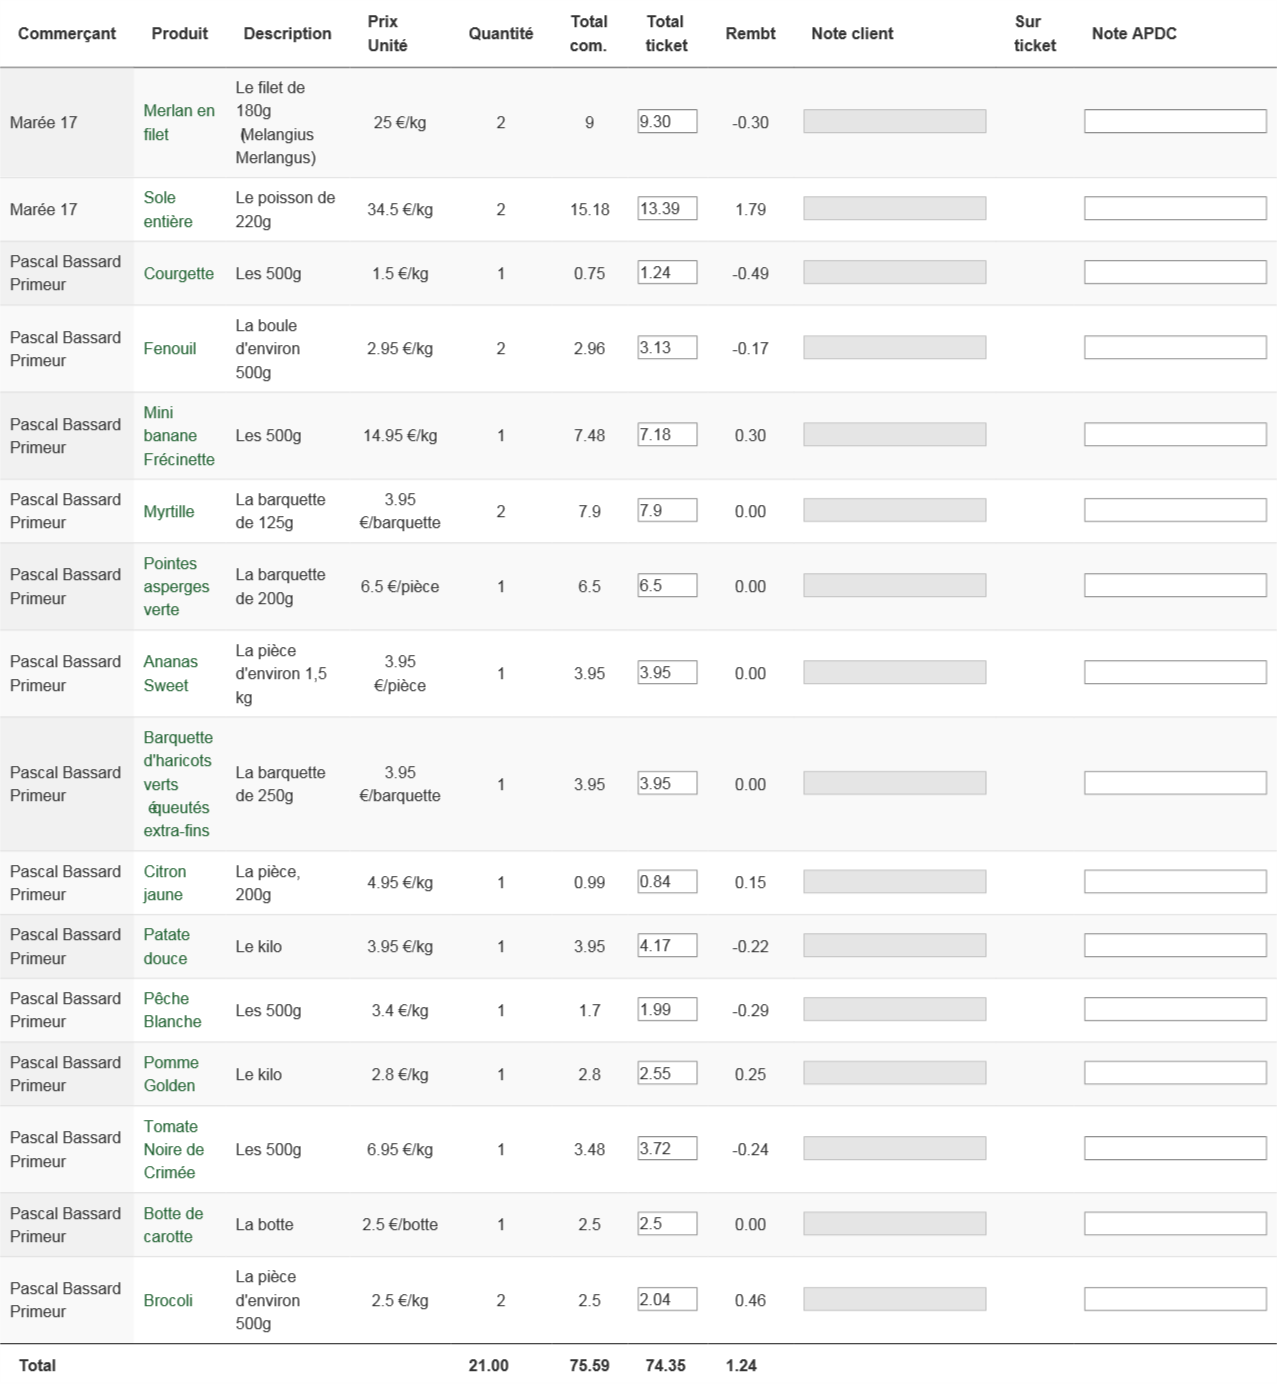 Commerçant Produit Description Prix Unité Quantité Total com. Total ticket Rembt Note client Sur ticket Note APDC
Marée 17 Merlan en filet Le filet de 180g (Melangius Merlangus) 25 €/kg 2 9 9.30 -0.30
Marée 17 Sole entière Le poisson de 220g 34.5 €/kg 2 15.18 13.39 1.79
Pascal Bassard Primeur Courgette Les 500g 1.5 €/kg 1 0.75 1.24 -0.49
Pascal Bassard Primeur Fenouil La boule d'environ 500g 2.95 €/kg 2 2.96 3.13 -0.17
Pascal Bassard Primeur Mini banane Frécinette Les 500g 14.95 €/kg 1 7.48 7.18 0.30
Pascal Bassard Primeur Myrtille La barquette de 125g 3.95 €/barquette 2 7.9 7.9 0.00
Pascal Bassard Primeur Pointes asperges verte La barquette de 200g 6.5 €/pièce 1 6.5 6.5 0.00
Pascal Bassard Primeur Ananas Sweet La pièce d'environ 1,5 kg 3.95 €/pièce 1 3.95 3.95 0.00
Pascal Bassard Primeur Barquette d'haricots verts équeutés extra-fins La barquette de 250g 3.95 €/barquette 1 3.95 3.95 0.00
Pascal Bassard Primeur Citron jaune La pièce, 200g 4.95 €/kg 1 0.99 0.84 0.15
Pascal Bassard Primeur Patate douce Le kilo 3.95 €/kg 1 3.95 4.17 -0.22
Pascal Bassard Primeur Pêche Blanche Les 500g 3.4 €/kg 1 1.7 1.99 -0.29
Pascal Bassard Primeur Pomme Golden Le kilo 2.8 €/kg 1 2.8 2.55 0.25
Pascal Bassard Primeur Tomate Noire de Crimée Les 500g 6.95 €/kg 1 3.48 3.72 -0.24
Pascal Bassard Primeur Botte de carotte La botte 2.5 €/botte 1 2.5 2.5 0.00
Pascal Bassard Primeur Brocoli La pièce d'environ 500g 2.5 €/kg 2 2.5 2.04 0.46
Total 21.00 75.59 74.35 1.24